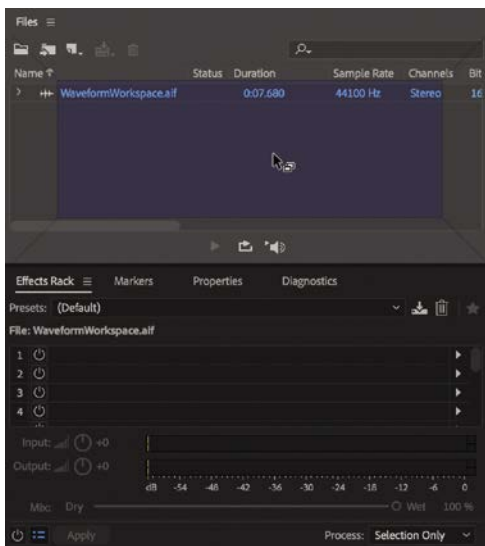 Files
Name Status Duration Sample Rate Channels Bit
WaveformWorkspace.aif 0:07.680 44100 Hz Stereo 16
Effects Rack Markers Properties Diagnostics
Presets: (Default)
File: WaveformWorkspace.aif
1
2
3
4
Input: +0
Output: +0
dB -54 -48 -42 -36 -30 -24 -18 -12 -6 0
Mix: Dry Wet 100 %
Apply Process: Selection Only